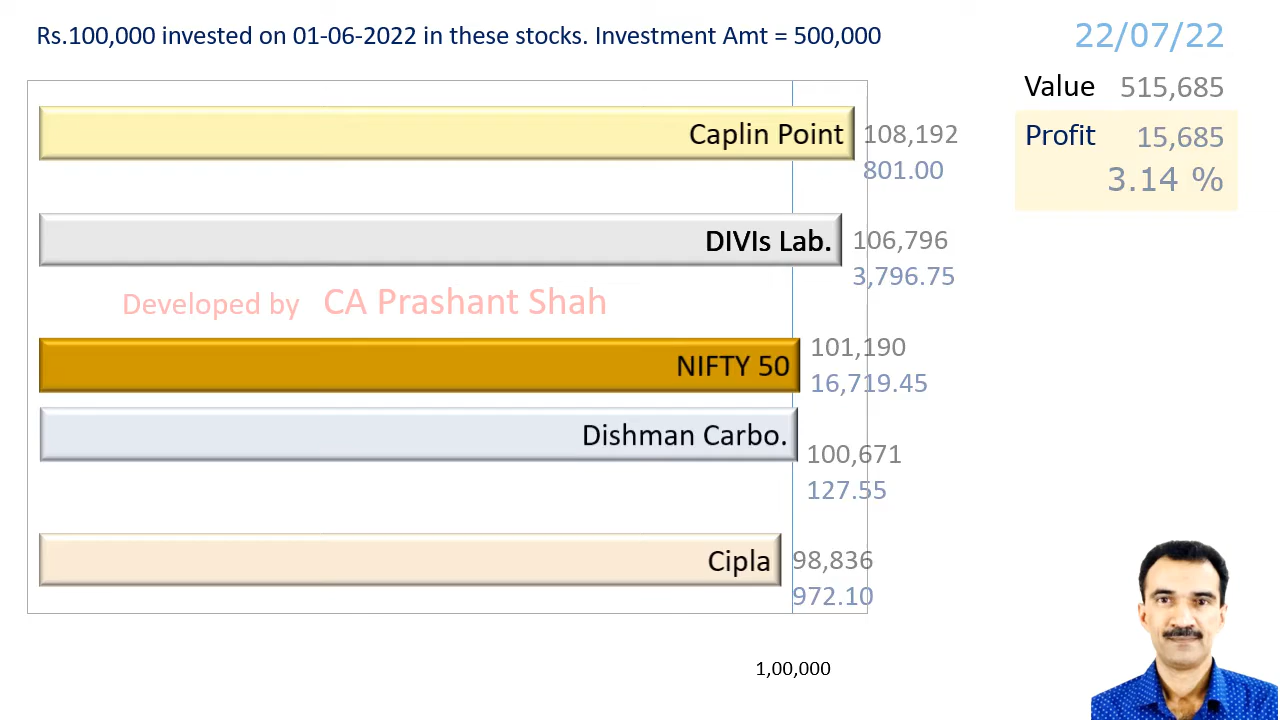 Rs.100,000 invested on 01-06-2022 in these stocks. Investment Amt = 500,000
22/07/22
Value 515,685
Profit 15,685
3.14 %
Caplin Point 108,192
801.00
DIVIs Lab. 106,796
3,796.75
Developed by CA Prashant Shah
NIFTY 50 101,190
16,719.45
Dishman Carbo. 100,671
127.55
Cipla 98,836
972.10
1,00,000